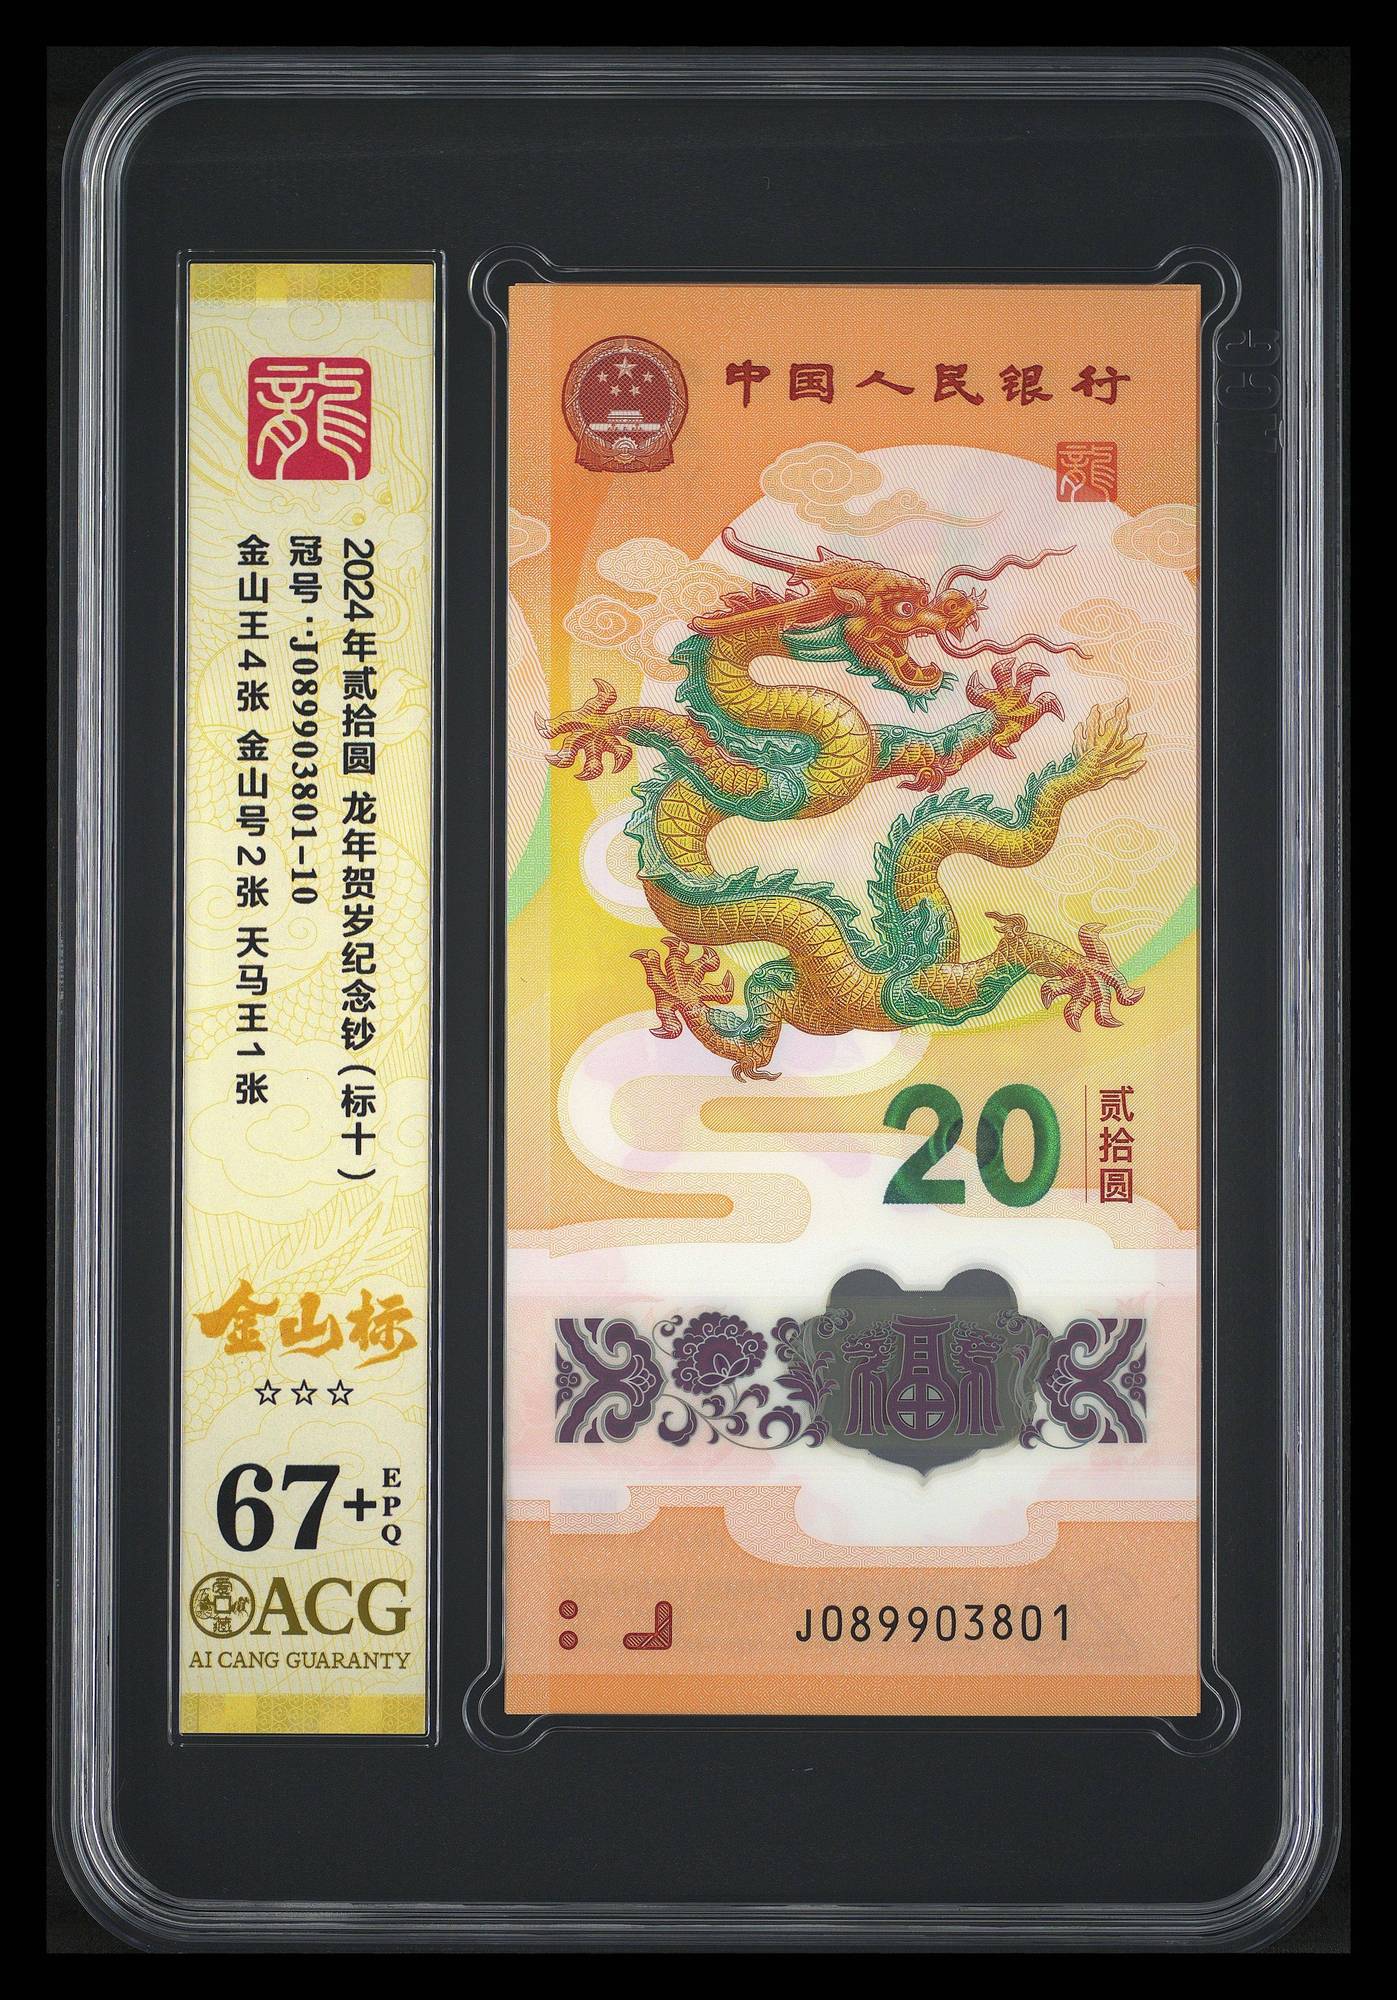 龍
2024年贰拾圆 龙年贺岁纪念钞（标十）
冠号：J089903801-10
金山王4张 金山号2张 天马王1张
金山标
☆☆☆
67+
EPQ
ACG
AI CANG GUARANTY
中国人民银行
龍
20
贰拾圆
福
J089903801
ACG